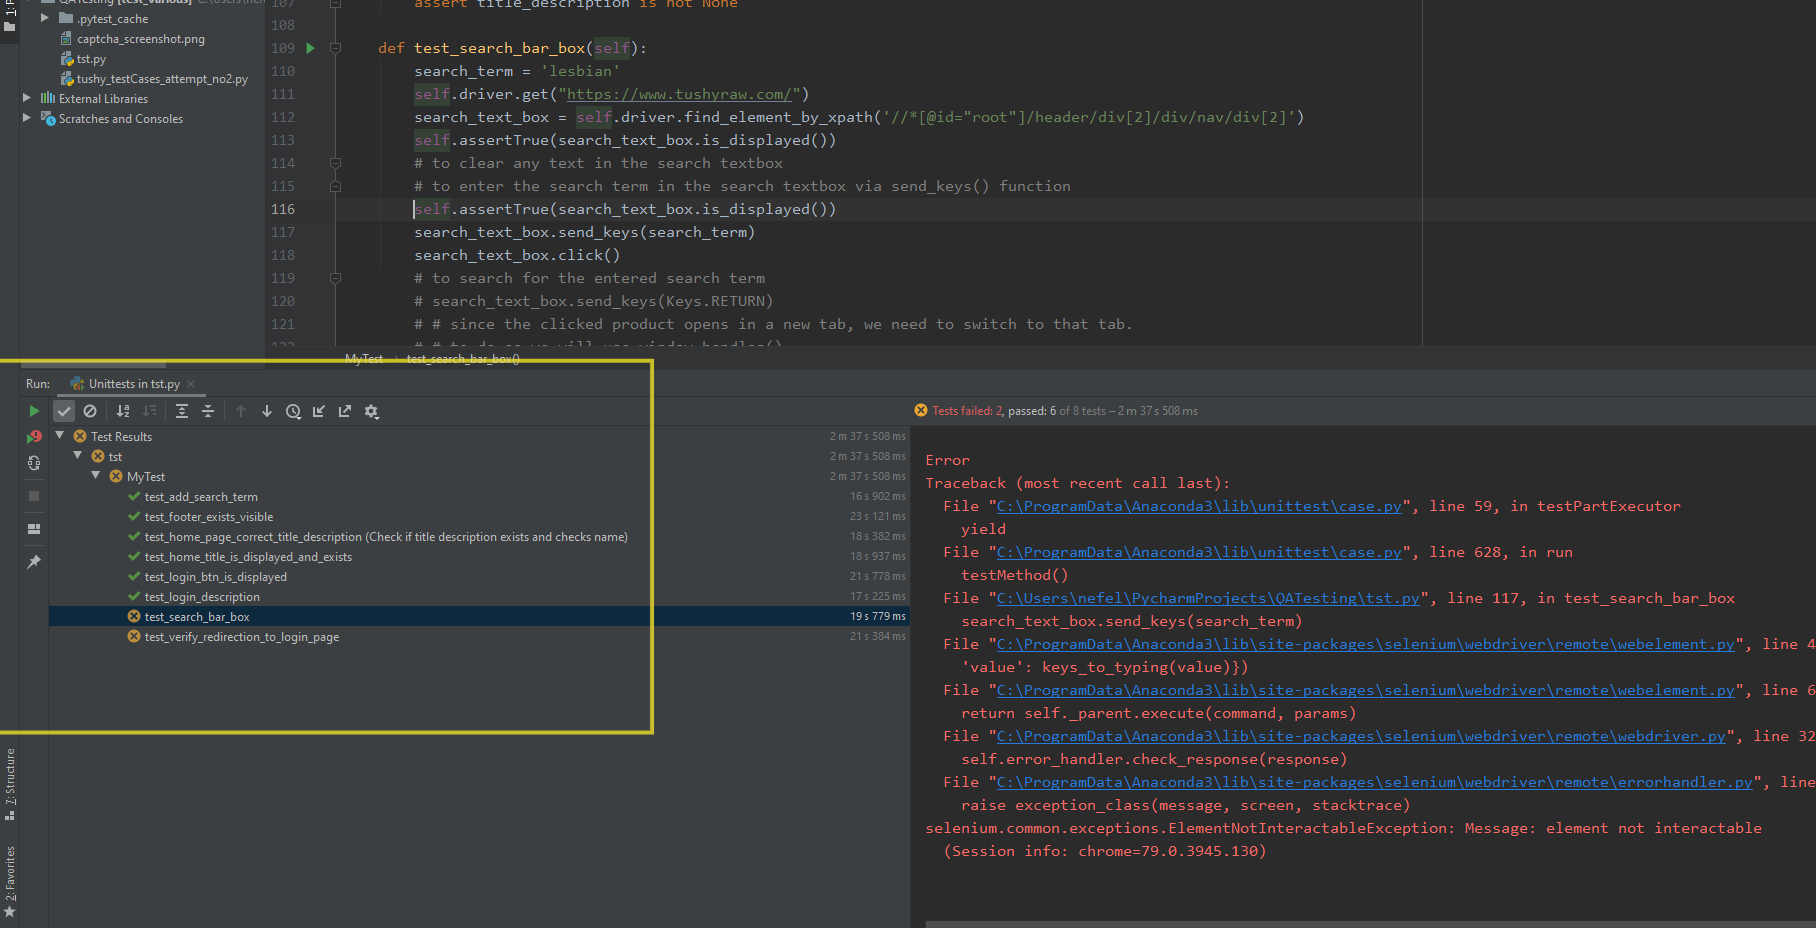 1: P
QATesting [test_various]
.pytest_cache
captcha_screenshot.png
tst.py
tushy_testCases_attempt_no2.py
External Libraries
Scratches and Consoles
107 assert title_description is not None
108
109 def test_search_bar_box(self):
110 search_term = 'lesbian'
111 self.driver.get("https://www.tushyraw.com/")
112 search_text_box = self.driver.find_element_by_xpath('//*[@id="root"]/header/div[2]/div/nav/div[2]')
113 self.assertTrue(search_text_box.is_displayed())
114 # to clear any text in the search textbox
115 # to enter the search term in the search textbox via send_keys() function
116 self.assertTrue(search_text_box.is_displayed())
117 search_text_box.send_keys(search_term)
118 search_text_box.click()
119 # to search for the entered search term
120 # search_text_box.send_keys(Keys.RETURN)
121 # # since the clicked product opens in a new tab, we need to switch to that tab.
MyTest › test_search_bar_box()
Run: Unittests in tst.py ×
Tests failed: 2, passed: 6 of 8 tests – 2 m 37 s 508 ms
Test Results 2 m 37 s 508 ms
tst 2 m 37 s 508 ms
MyTest 2 m 37 s 508 ms
test_add_search_term 16 s 902 ms
test_footer_exists_visible 23 s 121 ms
test_home_page_correct_title_description (Check if title description exists and checks name) 18 s 382 ms
test_home_title_is_displayed_and_exists 18 s 937 ms
test_login_btn_is_displayed 21 s 778 ms
test_login_description 17 s 225 ms
test_search_bar_box 19 s 779 ms
test_verify_redirection_to_login_page 21 s 384 ms
Error
Traceback (most recent call last):
File "C:\ProgramData\Anaconda3\lib\unittest\case.py", line 59, in testPartExecutor
yield
File "C:\ProgramData\Anaconda3\lib\unittest\case.py", line 628, in run
testMethod()
File "C:\Users\nefel\PycharmProjects\QATesting\tst.py", line 117, in test_search_bar_box
search_text_box.send_keys(search_term)
File "C:\ProgramData\Anaconda3\lib\site-packages\selenium\webdriver\remote\webelement.py", line 4
'value': keys_to_typing(value)})
File "C:\ProgramData\Anaconda3\lib\site-packages\selenium\webdriver\remote\webelement.py", line 6
return self._parent.execute(command, params)
File "C:\ProgramData\Anaconda3\lib\site-packages\selenium\webdriver\remote\webdriver.py", line 32
self.error_handler.check_response(response)
File "C:\ProgramData\Anaconda3\lib\site-packages\selenium\webdriver\remote\errorhandler.py", line
raise exception_class(message, screen, stacktrace)
selenium.common.exceptions.ElementNotInteractableException: Message: element not interactable
(Session info: chrome=79.0.3945.130)
7: Structure
2: Favorites